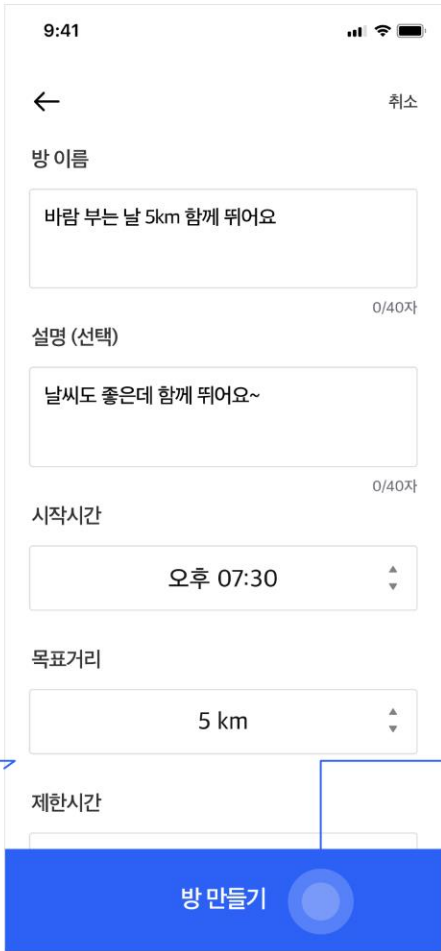 9:41
취소
방 이름
바람 부는 날 5km 함께 뛰어요
0/40자
설명 (선택)
날씨도 좋은데 함께 뛰어요~
0/40자
시작시간
오후 07:30
목표거리
5 km
제한시간
방 만들기